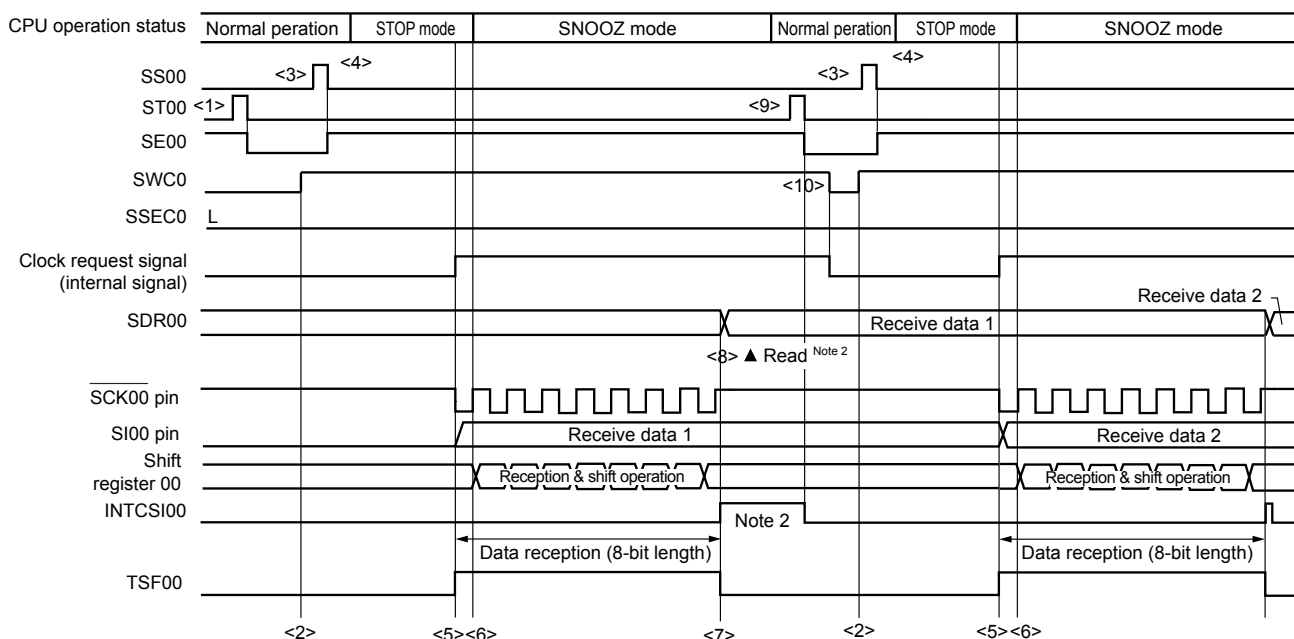 CPU operation status Normal peration STOP mode SNOOZ mode Normal peration STOP mode SNOOZ mode
SS00 <3> <4> <3> <4>
ST00 <1> <9>
SE00
SWC0 <10>
SSEC0 L
Clock request signal
(internal signal)
Receive data 2
SDR00 Receive data 1
<8> ▲ Read Note 2
SCK00 pin
SI00 pin Receive data 1 Receive data 2
Shift
register 00 Reception & shift operation Reception & shift operation
INTCSI00 Note 2
Data reception (8-bit length) Data reception (8-bit length)
TSF00
<2> <5> <6> <7> <2> <5> <6>